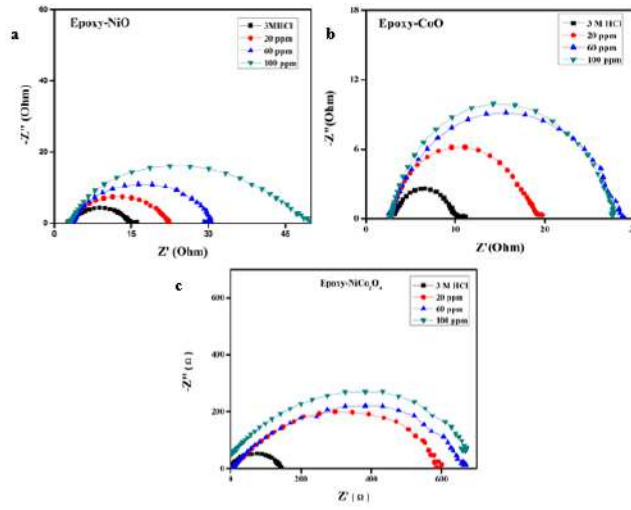 a
Epoxy-NiO
3MHCl
20 ppm
60 ppm
100 ppm
60
40
20
0
-Z'' (Ohm)
0
15
30
45
Z' (Ohm)
b
Epoxy-CoO
3 M HCl
20 ppm
60 ppm
100 ppm
18
12
6
0
-Z''(Ohm)
0
10
20
Z'(Ohm)
c
Epoxy-NiCo₂O₄
3 M HCl
20 ppm
60 ppm
100 ppm
600
400
200
0
-Z'' (Ω)
0
200
400
600
Z' (Ω)